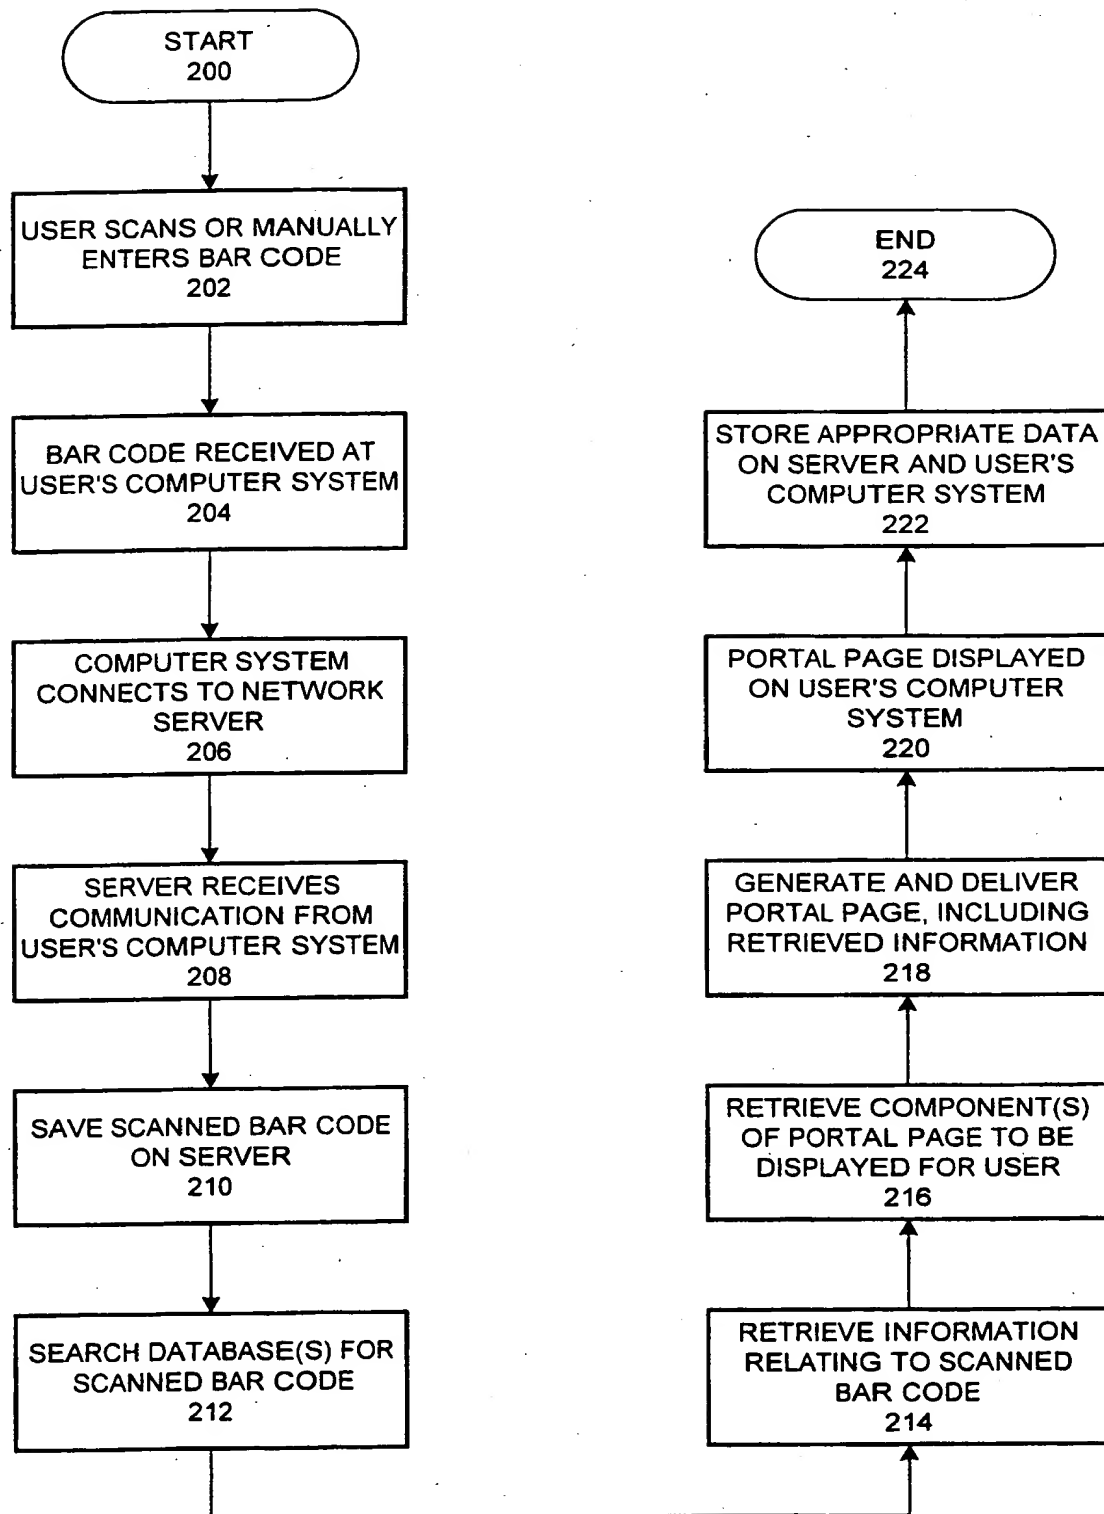 START
200
USER SCANS OR MANUALLY
ENTERS BAR CODE
202
BAR CODE RECEIVED AT
USER'S COMPUTER SYSTEM
204
COMPUTER SYSTEM
CONNECTS TO NETWORK
SERVER
206
SERVER RECEIVES
COMMUNICATION FROM
USER'S COMPUTER SYSTEM
208
SAVE SCANNED BAR CODE
ON SERVER
210
SEARCH DATABASE(S) FOR
SCANNED BAR CODE
212
RETRIEVE INFORMATION
RELATING TO SCANNED
BAR CODE
214
RETRIEVE COMPONENT(S)
OF PORTAL PAGE TO BE
DISPLAYED FOR USER
216
GENERATE AND DELIVER
PORTAL PAGE, INCLUDING
RETRIEVED INFORMATION
218
PORTAL PAGE DISPLAYED
ON USER'S COMPUTER
SYSTEM
220
STORE APPROPRIATE DATA
ON SERVER AND USER'S
COMPUTER SYSTEM
222
END
224